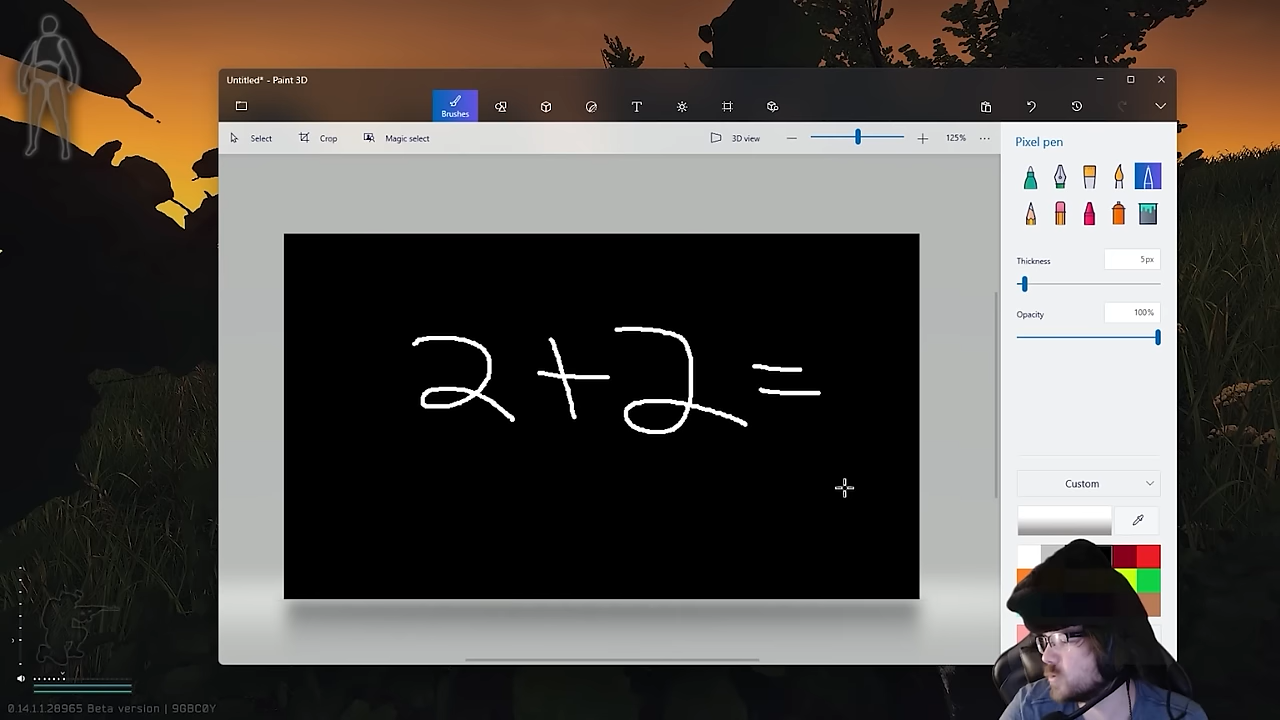 Untitled* - Paint 3D
Brushes
Select Crop Magic select 3D view 125%
Pixel pen
Thickness 5px
Opacity 100%
Custom
2+2=
0.14.1.1.28965 Beta version | 9GBC0Y